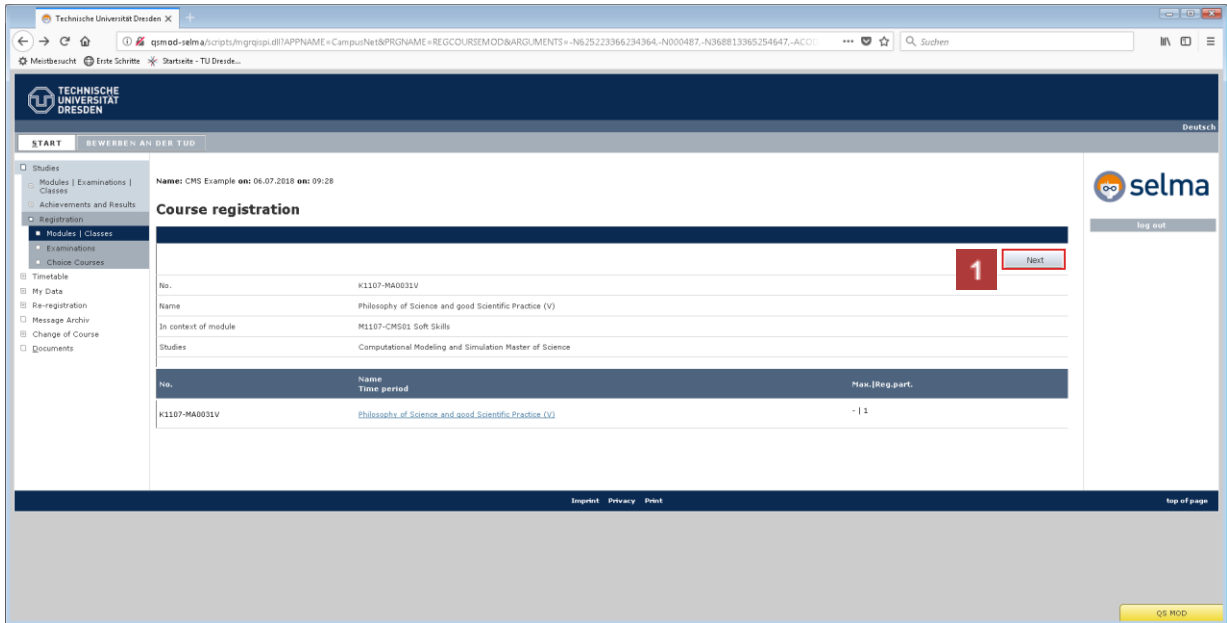 Technische Universität Dresden
qsmod-selma/scripts/mgrqispi.dll?APPNAME=CampusNet&PRGNAME=REGCOURSEMOD&ARGUMENTS=-N625223366234364,-N000487,-N368813365254647,-ACOD
Suchen
Meistbesucht Erste Schritte Startseite - TU Dresde...
TECHNISCHE
UNIVERSITÄT
DRESDEN
Deutsch
START BEWERBEN AN DER TUD
Studies
Modules | Examinations |
Classes
Achievements and Results
Registration
Modules | Classes
Examinations
Choice Courses
Timetable
My Data
Re-registration
Message Archiv
Change of Course
Documents
Name: CMS Example on: 06.07.2018 on: 09:28
Course registration
1 Next
No. K1107-MA0031V
Name Philosophy of Science and good Scientific Practice (V)
In context of module M1107-CMS01 Soft Skills
Studies Computational Modeling and Simulation Master of Science
No. Name Max.|Reg.part.
Time period
K1107-MA0031V Philosophy of Science and good Scientific Practice (V) - | 1
selma
log out
Imprint Privacy Print top of page
QS MOD